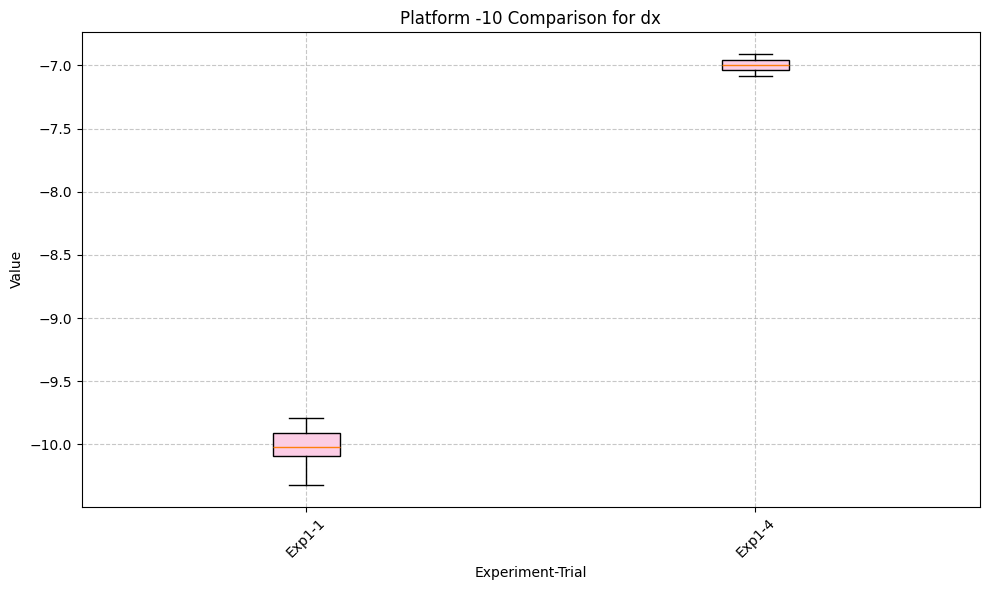 Platform -10 Comparison for dx
Value
−7.0
−7.5
−8.0
−8.5
−9.0
−9.5
−10.0
Exp1-1
Exp1-4
Experiment-Trial